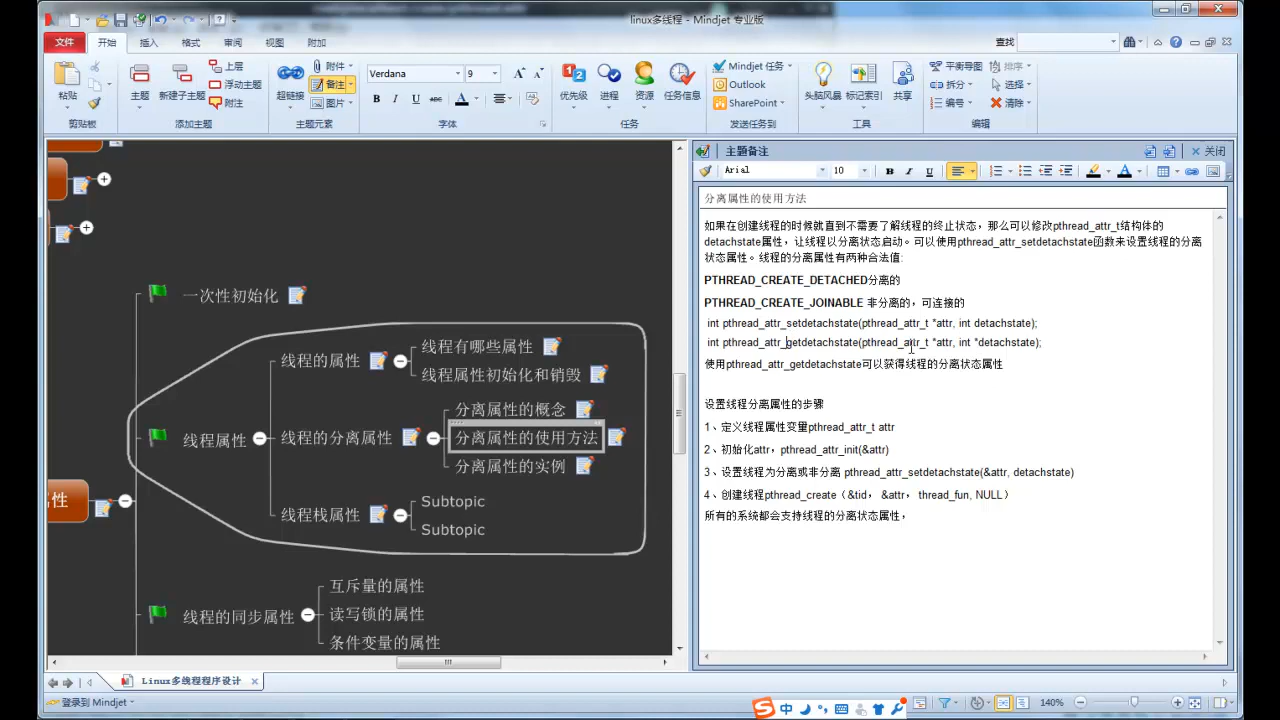 linux多线程 - Mindjet 专业版
文件
开始
插入
格式
审阅
视图
附加
查找
粘贴
剪贴板
主题
新建子主题
上层
浮动主题
附注
添加主题
超链接
附件
备注
图片
主题元素
Verdana
9
B I U abc A
字体
优先级
进程
资源
任务信息
任务
Mindjet 任务
Outlook
SharePoint
发送任务到
头脑风暴
标记索引
共享
工具
平衡导图
拆分
编号
排序
选择
清除
编辑
一次性初始化
线程属性
线程的属性
线程有哪些属性
线程属性初始化和销毁
线程的分离属性
分离属性的概念
分离属性的使用方法
分离属性的实例
线程栈属性
Subtopic
Subtopic
属性
线程的同步属性
互斥量的属性
读写锁的属性
条件变量的属性
主题备注
关闭
Arial
10
B I U
分离属性的使用方法
如果在创建线程的时候就直到不需要了解线程的终止状态，那么可以修改pthread_attr_t结构体的
detachstate属性，让线程以分离状态启动。可以使用pthread_attr_setdetachstate函数来设置线程的分离
状态属性。线程的分离属性有两种合法值:
PTHREAD_CREATE_DETACHED分离的
PTHREAD_CREATE_JOINABLE 非分离的，可连接的
int pthread_attr_setdetachstate(pthread_attr_t *attr, int detachstate);
int pthread_attr_getdetachstate(pthread_attr_t *attr, int *detachstate);
使用pthread_attr_getdetachstate可以获得线程的分离状态属性
设置线程分离属性的步骤
1、定义线程属性变量pthread_attr_t attr
2、初始化attr，pthread_attr_init(&attr)
3、设置线程为分离或非分离 pthread_attr_setdetachstate(&attr, detachstate)
4、创建线程pthread_create（&tid， &attr， thread_fun, NULL）
所有的系统都会支持线程的分离状态属性，
Linux多线程程序设计
登录到 Mindjet
中
140%